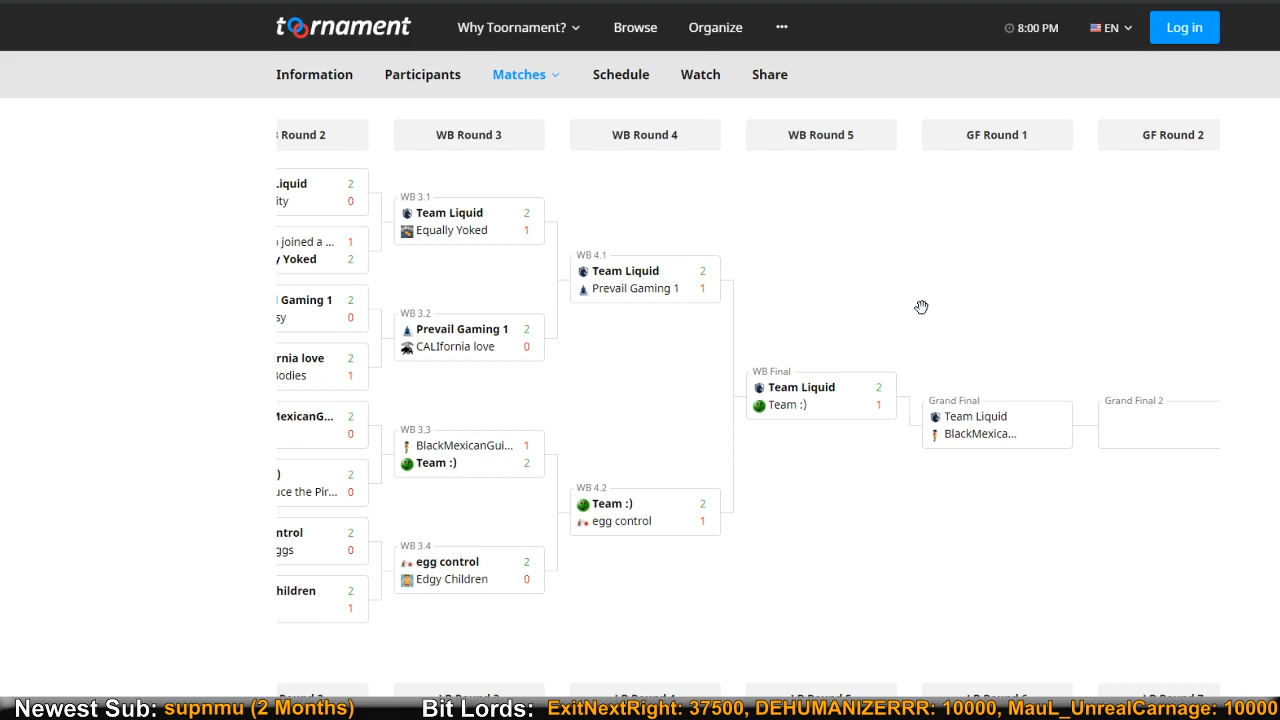 toornament Why Toornament? Browse Organize ••• 8:00 PM EN Log in
Information Participants Matches Schedule Watch Share
Round 2 WB Round 3 WB Round 4 WB Round 5 GF Round 1 GF Round 2
Liquid 2
ity 0
joined a ... 1
y Yoked 2
Gaming 1 2
sy 0
rnia love 2
Bodies 1
MexicanG... 2
0
) 2
uce the Pir... 0
ntrol 2
ggs 0
hildren 2
1
WB 3.1
Team Liquid 2
Equally Yoked 1
WB 3.2
Prevail Gaming 1 2
CALIfornia love 0
WB 3.3
BlackMexicanGui... 1
Team :) 2
WB 3.4
egg control 2
Edgy Children 0
WB 4.1
Team Liquid 2
Prevail Gaming 1 1
WB 4.2
Team :) 2
egg control 1
WB Final
Team Liquid 2
Team :) 1
Grand Final
Team Liquid
BlackMexica...
Grand Final 2
Newest Sub: supnmu (2 Months) Bit Lords: ExitNextRight: 37500, DEHUMANIZERRR: 10000, MauL_UnrealCarnage: 10000